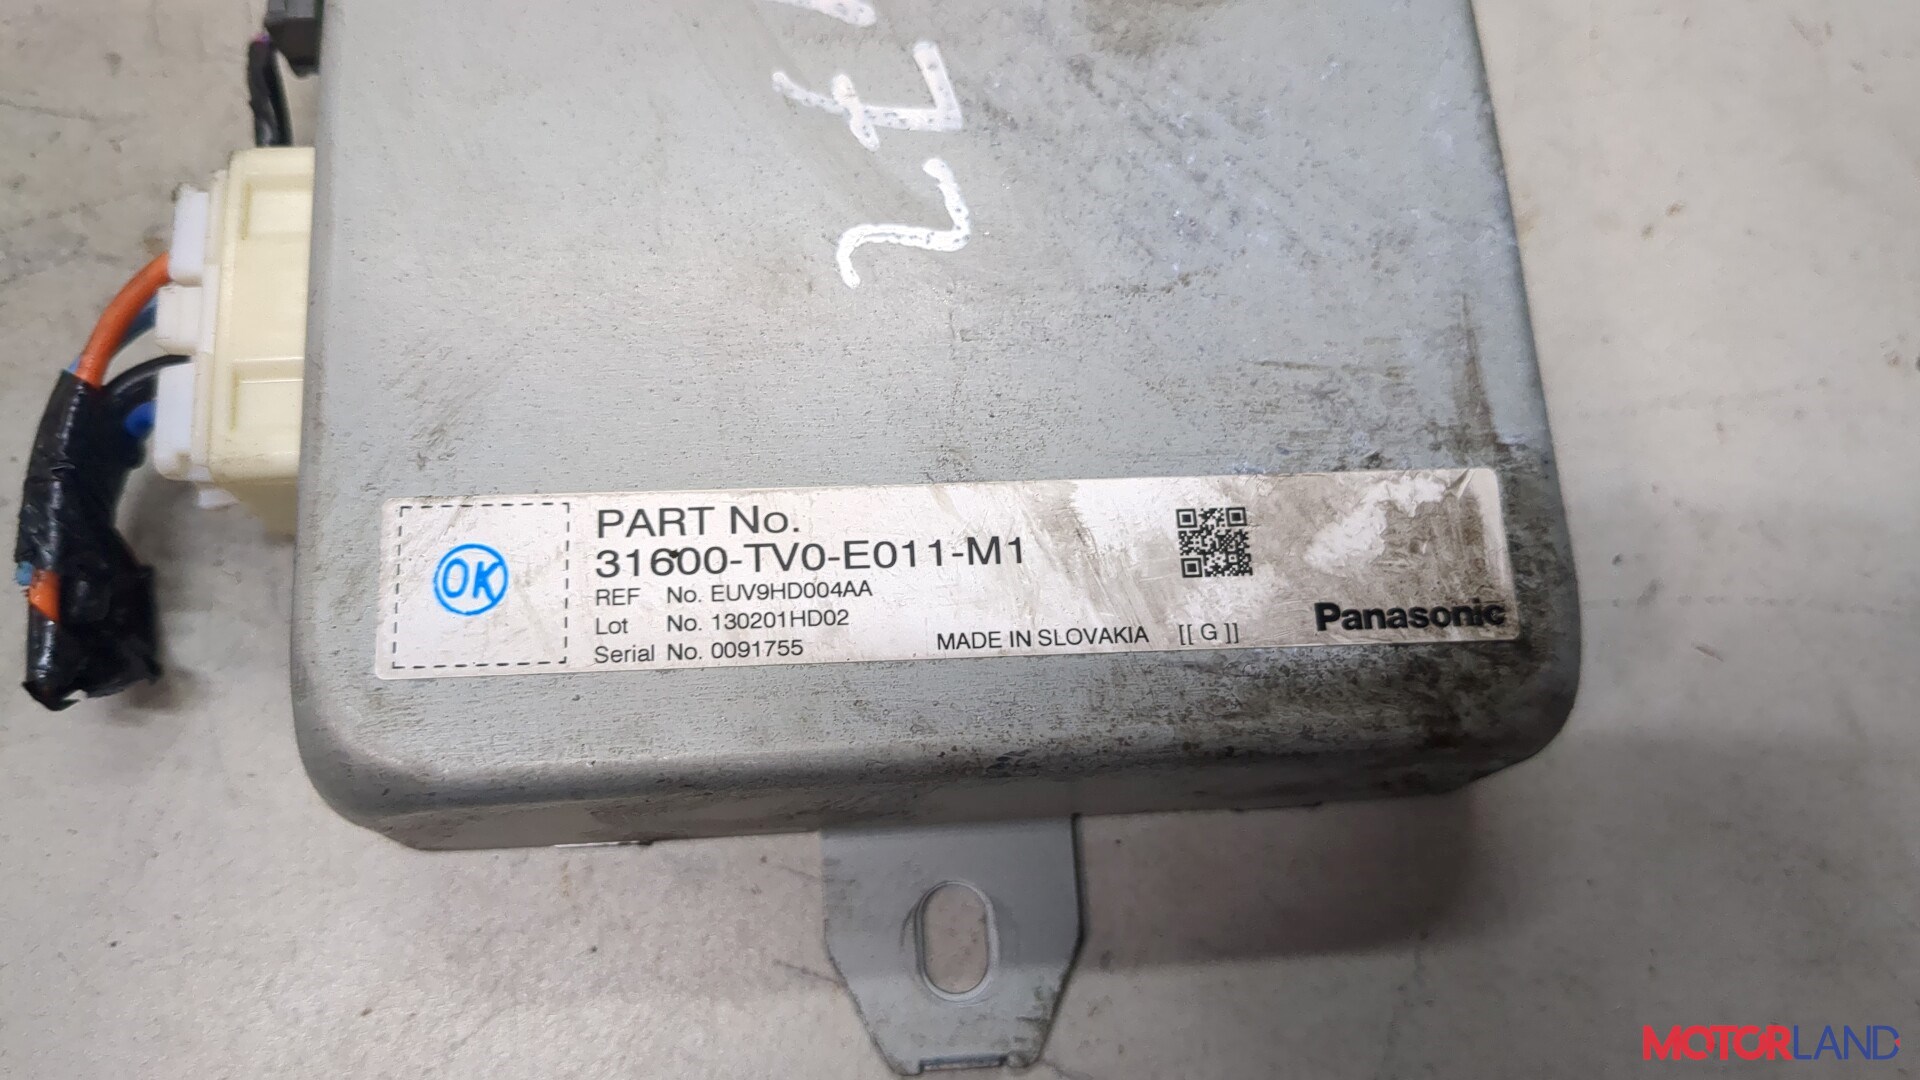 OK
PART No.
31600-TV0-E011-M1
REF No. EUV9HD004AA
Lot No. 130201HD02
Serial No. 0091755
MADE IN SLOVAKIA [[ G ]]
Panasonic
MOTORLAND